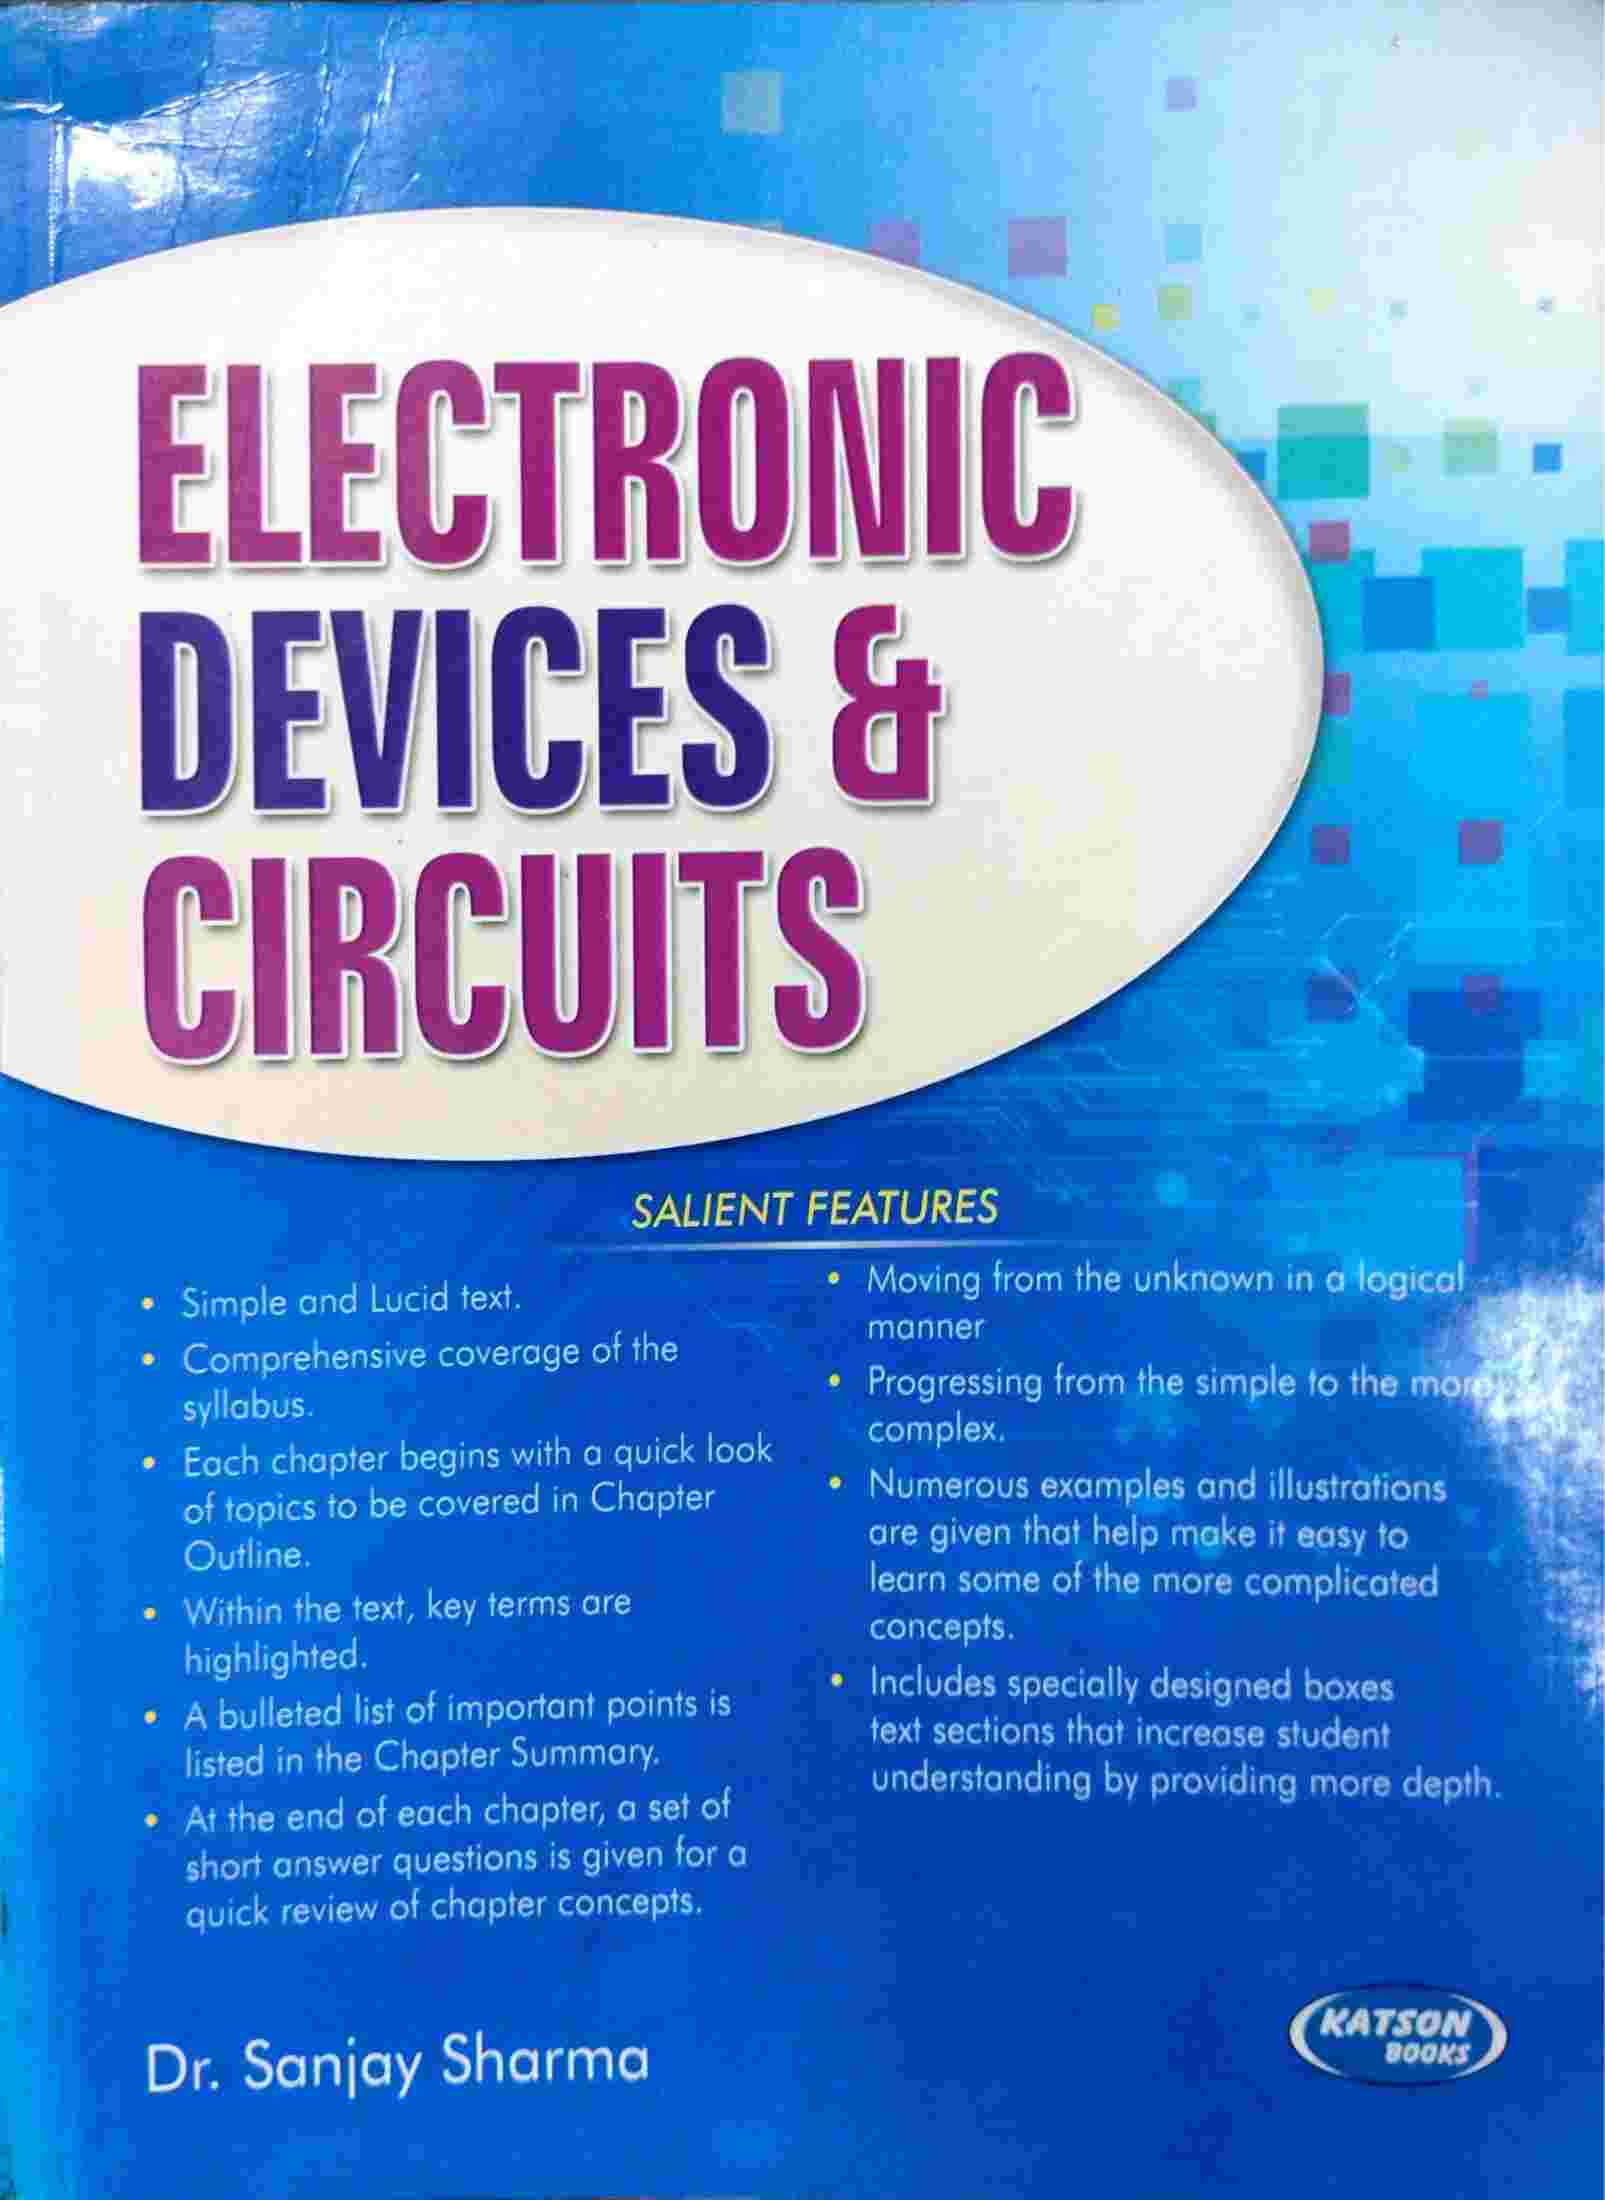 ELECTRONIC
DEVICES &
CIRCUITS
SALIENT FEATURES
• Simple and Lucid text.
• Comprehensive coverage of the
syllabus.
• Each chapter begins with a quick look
of topics to be covered in Chapter
Outline.
• Within the text, key terms are
highlighted.
• A bulleted list of important points is
listed in the Chapter Summary.
• At the end of each chapter, a set of
short answer questions is given for a
quick review of chapter concepts.
• Moving from the unknown in a logical
manner
• Progressing from the simple to the more
complex.
• Numerous examples and illustrations
are given that help make it easy to
learn some of the more complicated
concepts.
• Includes specially designed boxes
text sections that increase student
understanding by providing more depth.
Dr. Sanjay Sharma
KATSON
BOOKS